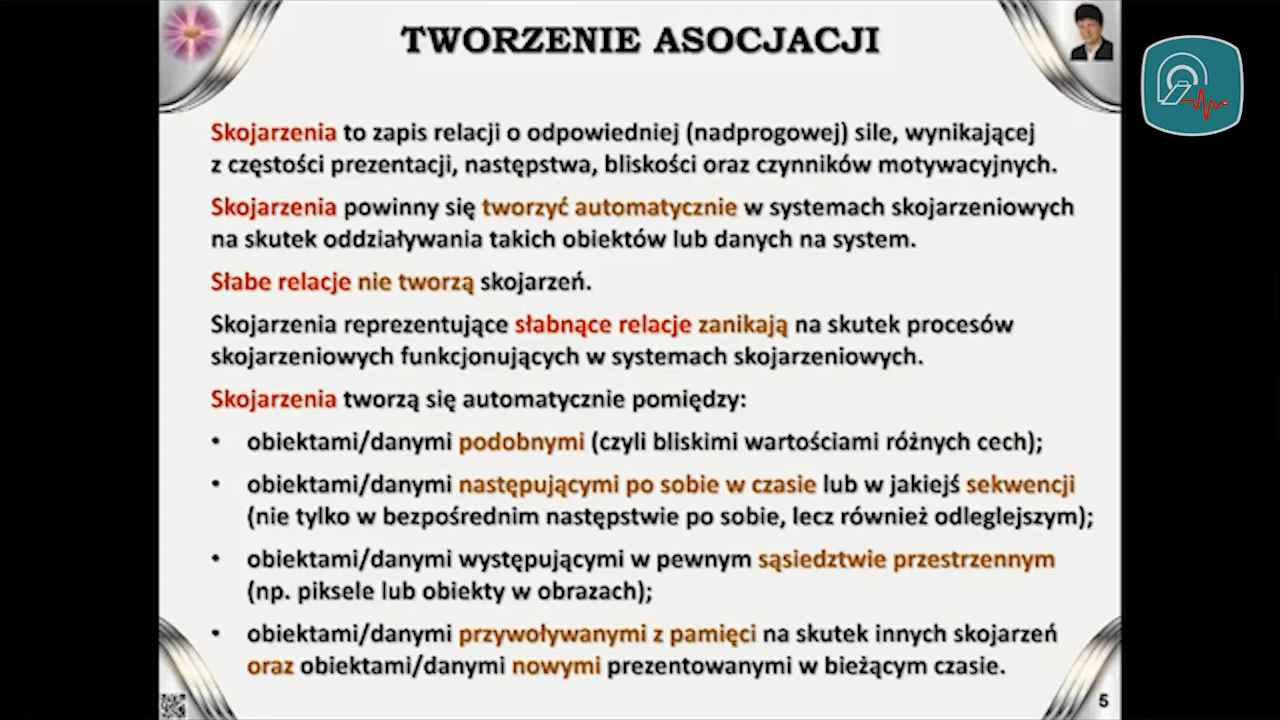 TWORZENIE ASOCJACJI
Skojarzenia to zapis relacji o odpowiedniej (nadprogowej) sile, wynikającej
z częstości prezentacji, następstwa, bliskości oraz czynników motywacyjnych.
Skojarzenia powinny się tworzyć automatycznie w systemach skojarzeniowych
na skutek oddziaływania takich obiektów lub danych na system.
Słabe relacje nie tworzą skojarzeń.
Skojarzenia reprezentujące słabnące relacje zanikają na skutek procesów
skojarzeniowych funkcjonujących w systemach skojarzeniowych.
Skojarzenia tworzą się automatycznie pomiędzy:
• obiektami/danymi podobnymi (czyli bliskimi wartościami różnych cech);
• obiektami/danymi następującymi po sobie w czasie lub w jakiejś sekwencji
(nie tylko w bezpośrednim następstwie po sobie, lecz również odleglejszym);
• obiektami/danymi występującymi w pewnym sąsiedztwie przestrzennym
(np. piksele lub obiekty w obrazach);
• obiektami/danymi przywoływanymi z pamięci na skutek innych skojarzeń
oraz obiektami/danymi nowymi prezentowanymi w bieżącym czasie.
5